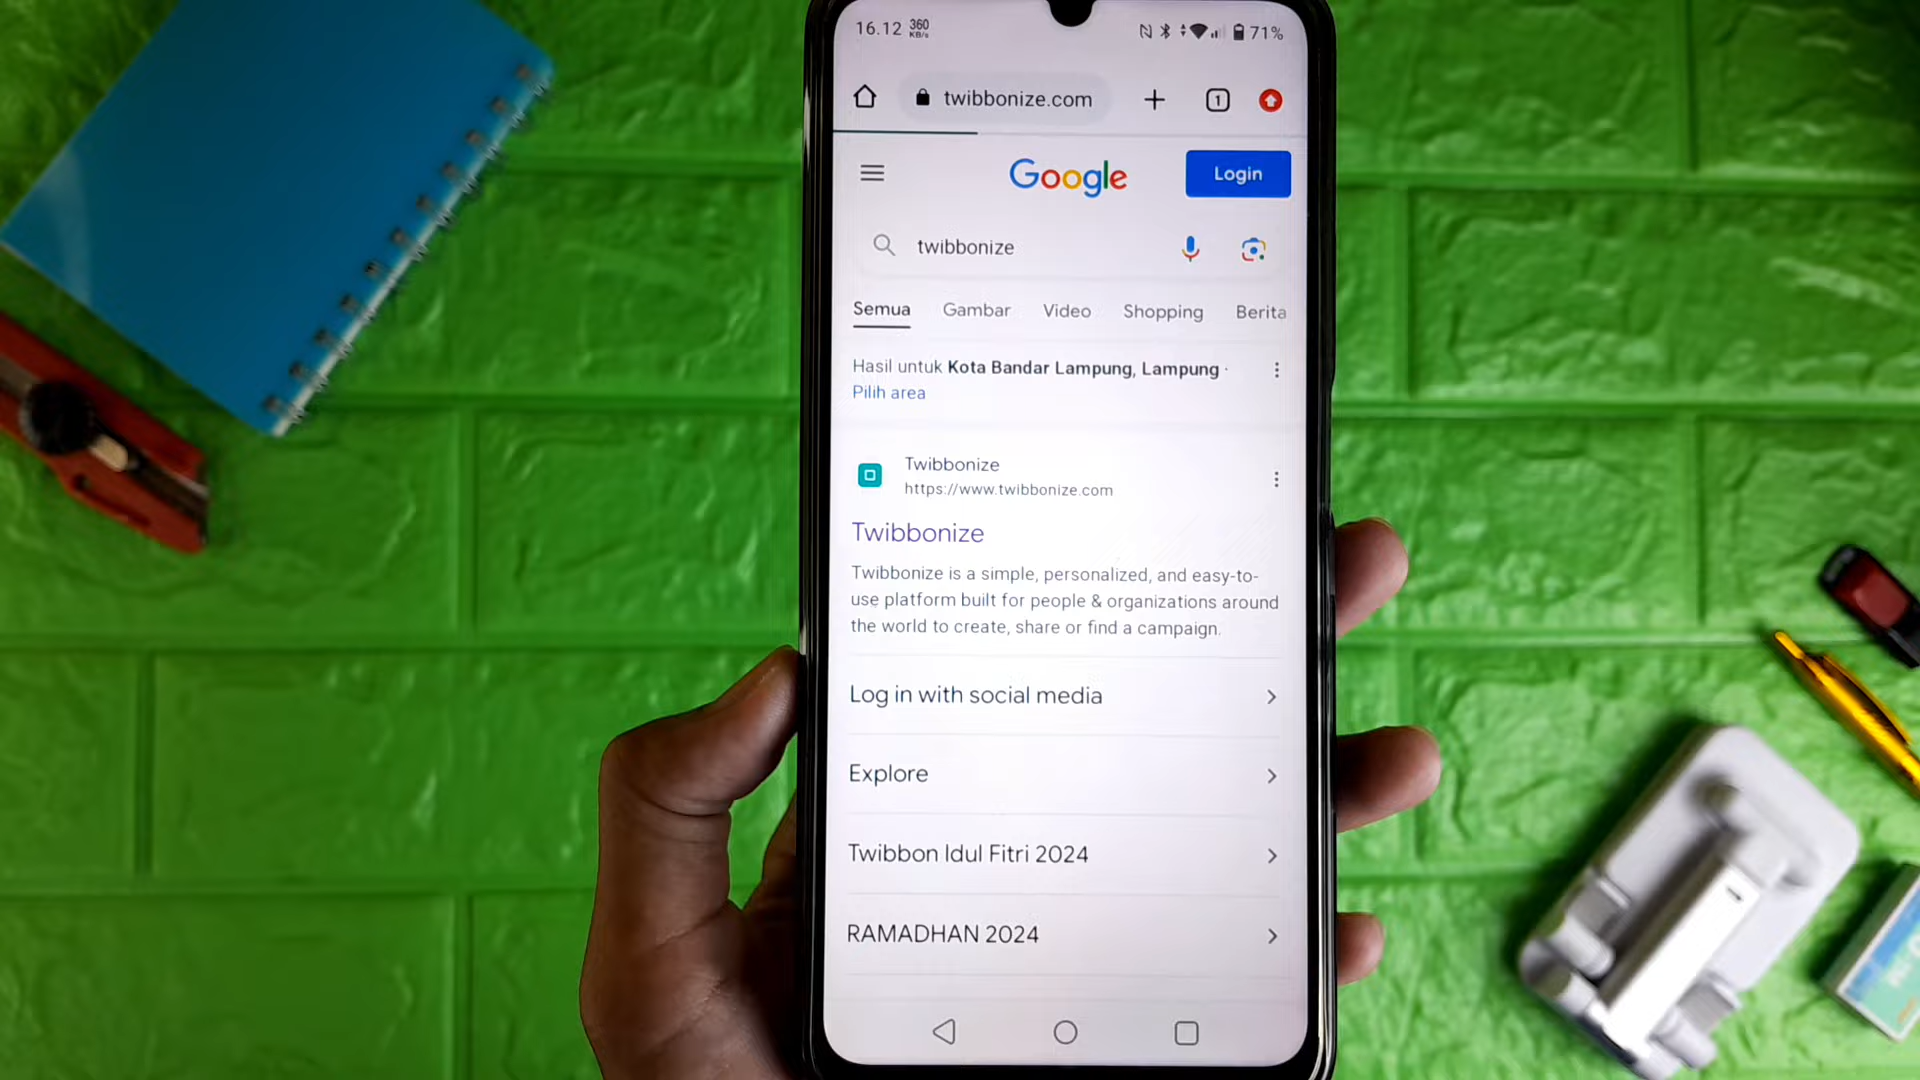 16.12 360 KB/s 71%
twibbonize.com 1
Google Login
twibbonize
Semua Gambar Video Shopping Berita
Hasil untuk Kota Bandar Lampung, Lampung ·
Pilih area
Twibbonize
https://www.twibbonize.com
Twibbonize
Twibbonize is a simple, personalized, and easy-to-
use platform built for people & organizations around
the world to create, share or find a campaign.
Log in with social media
Explore
Twibbon Idul Fitri 2024
RAMADHAN 2024